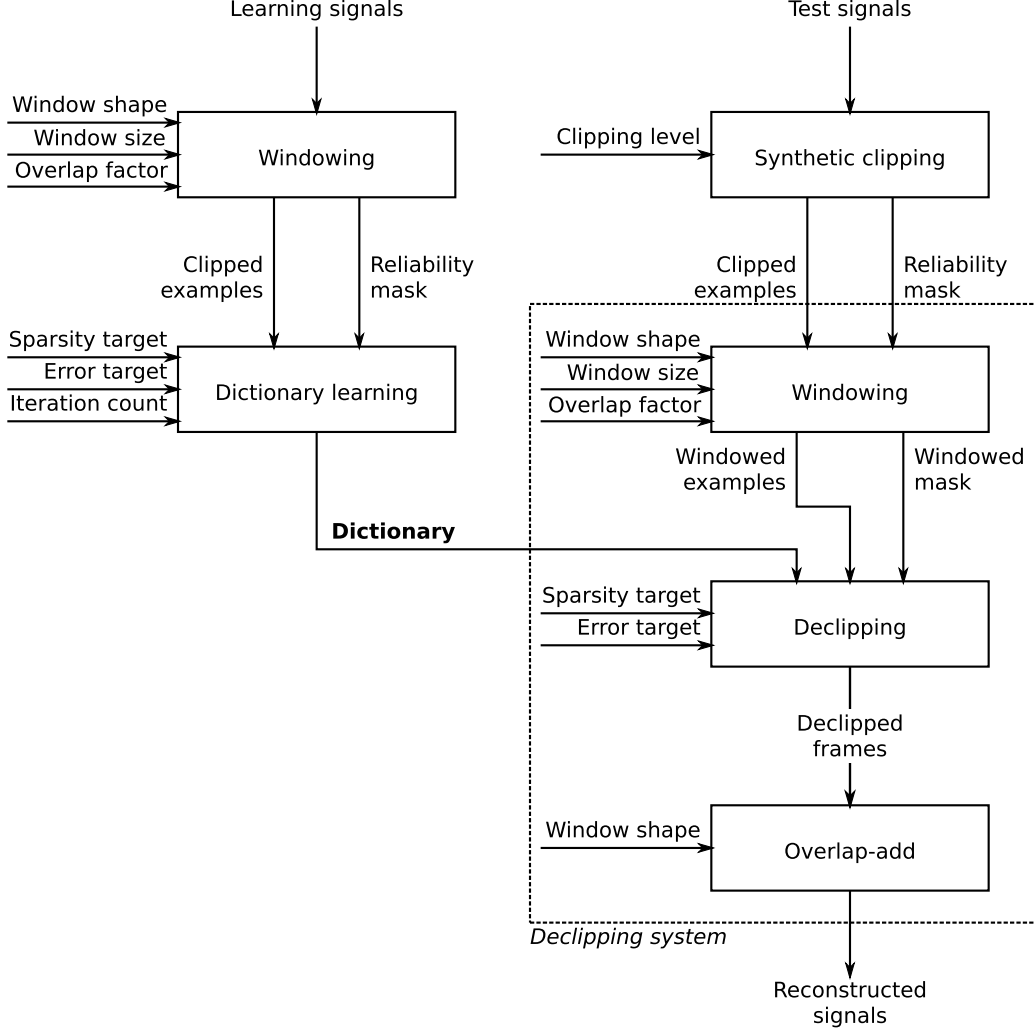 Learning signals
Test signals
Window shape
Window size
Overlap factor
Windowing
Clipping level
Synthetic clipping
Clipped
examples
Reliability
mask
Clipped
examples
Reliability
mask
Sparsity target
Error target
Iteration count
Dictionary learning
Window shape
Window size
Overlap factor
Windowing
Windowed
examples
Windowed
mask
Dictionary
Sparsity target
Error target
Declipping
Declipped
frames
Window shape
Overlap-add
Declipping system
Reconstructed
signals